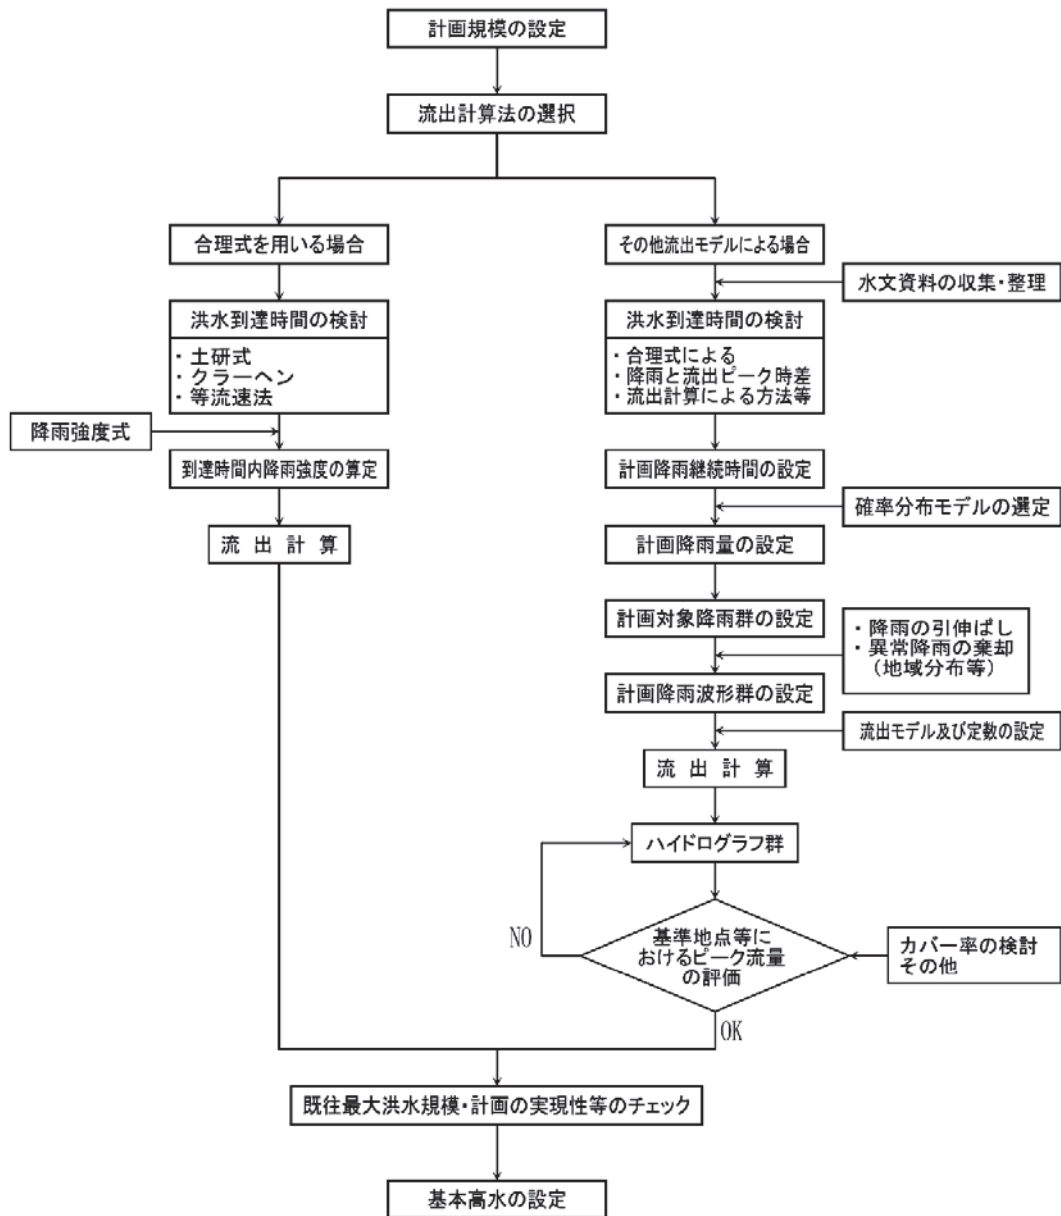 計画規模の設定
流出計算法の選択
合理式を用いる場合
その他流出モデルによる場合
水文資料の収集・整理
洪水到達時間の検討
・土研式
・クラーヘン
・等流速法
洪水到達時間の検討
・合理式による
・降雨と流出ピーク時差
・流出計算による方法等
降雨強度式
到達時間内降雨強度の算定
計画降雨継続時間の設定
確率分布モデルの選定
流出計算
計画降雨量の設定
計画対象降雨群の設定
・降雨の引伸ばし
・異常降雨の棄却
（地域分布等）
計画降雨波形群の設定
流出モデル及び定数の設定
流出計算
ハイドログラフ群
NO
基準地点等に
おけるピーク流量
の評価
カバー率の検討
その他
OK
既往最大洪水規模・計画の実現性等のチェック
基本高水の設定